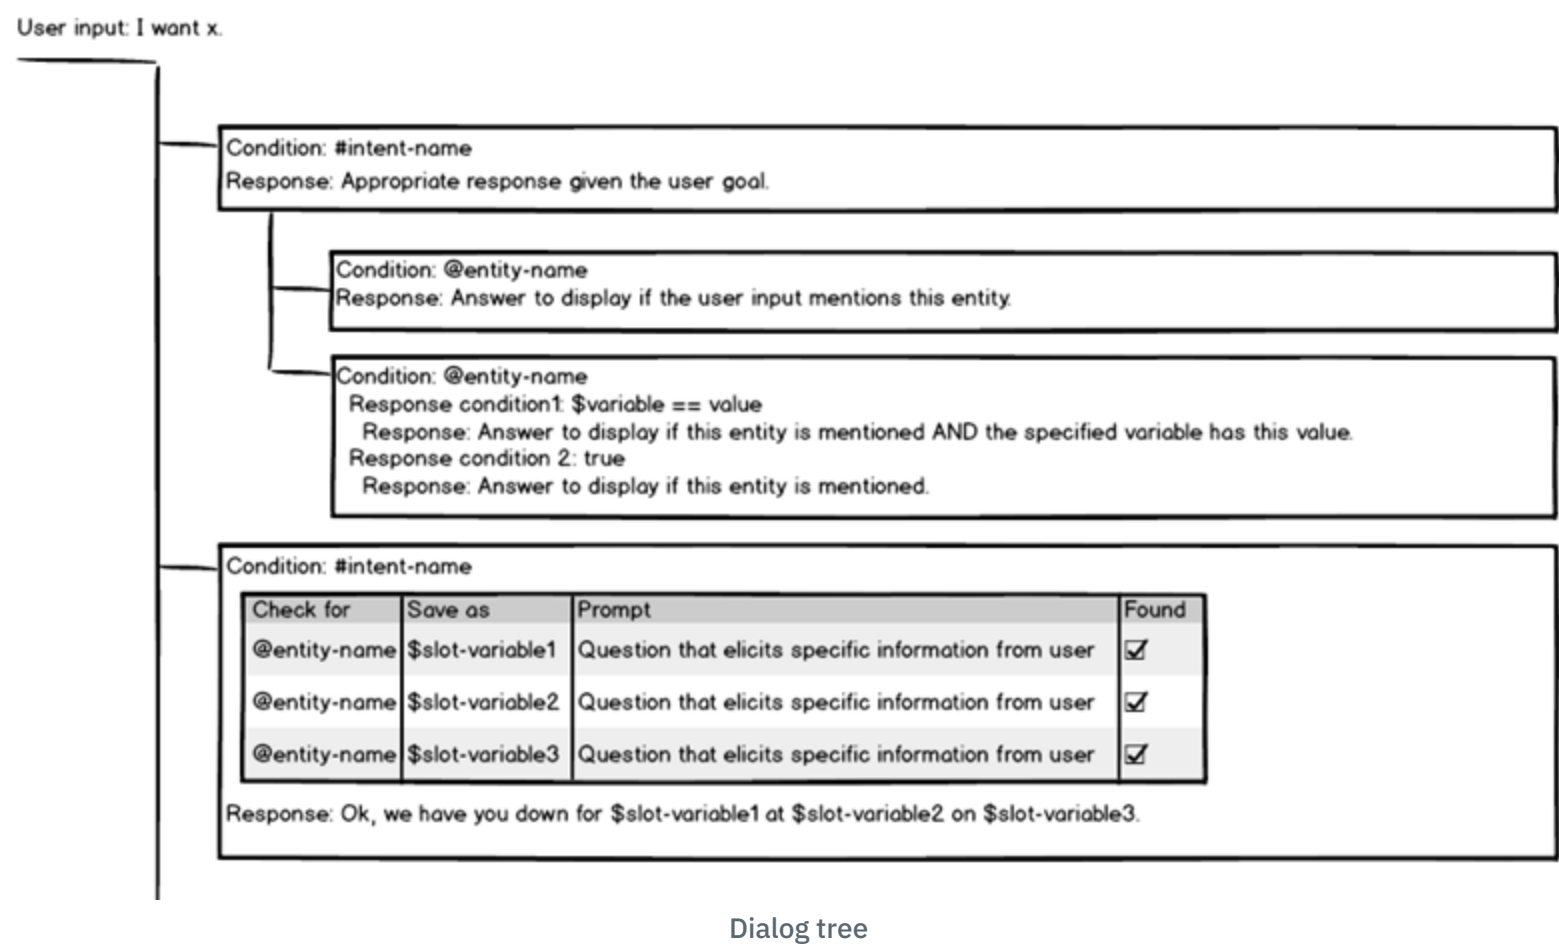 User input: I want x.
Condition: #intent-name
Response: Appropriate response given the user goal.
Condition: @entity-name
Response: Answer to display if the user input mentions this entity.
Condition: @entity-name
Response condition1: $variable == value
Response: Answer to display if this entity is mentioned AND the specified variable has this value.
Response condition 2: true
Response: Answer to display if this entity is mentioned.
Condition: #intent-name
Check for Save as Prompt Found
@entity-name $slot-variable1 Question that elicits specific information from user
@entity-name $slot-variable2 Question that elicits specific information from user
@entity-name $slot-variable3 Question that elicits specific information from user
Response: Ok, we have you down for $slot-variable1 at $slot-variable2 on $slot-variable3.
Dialog tree